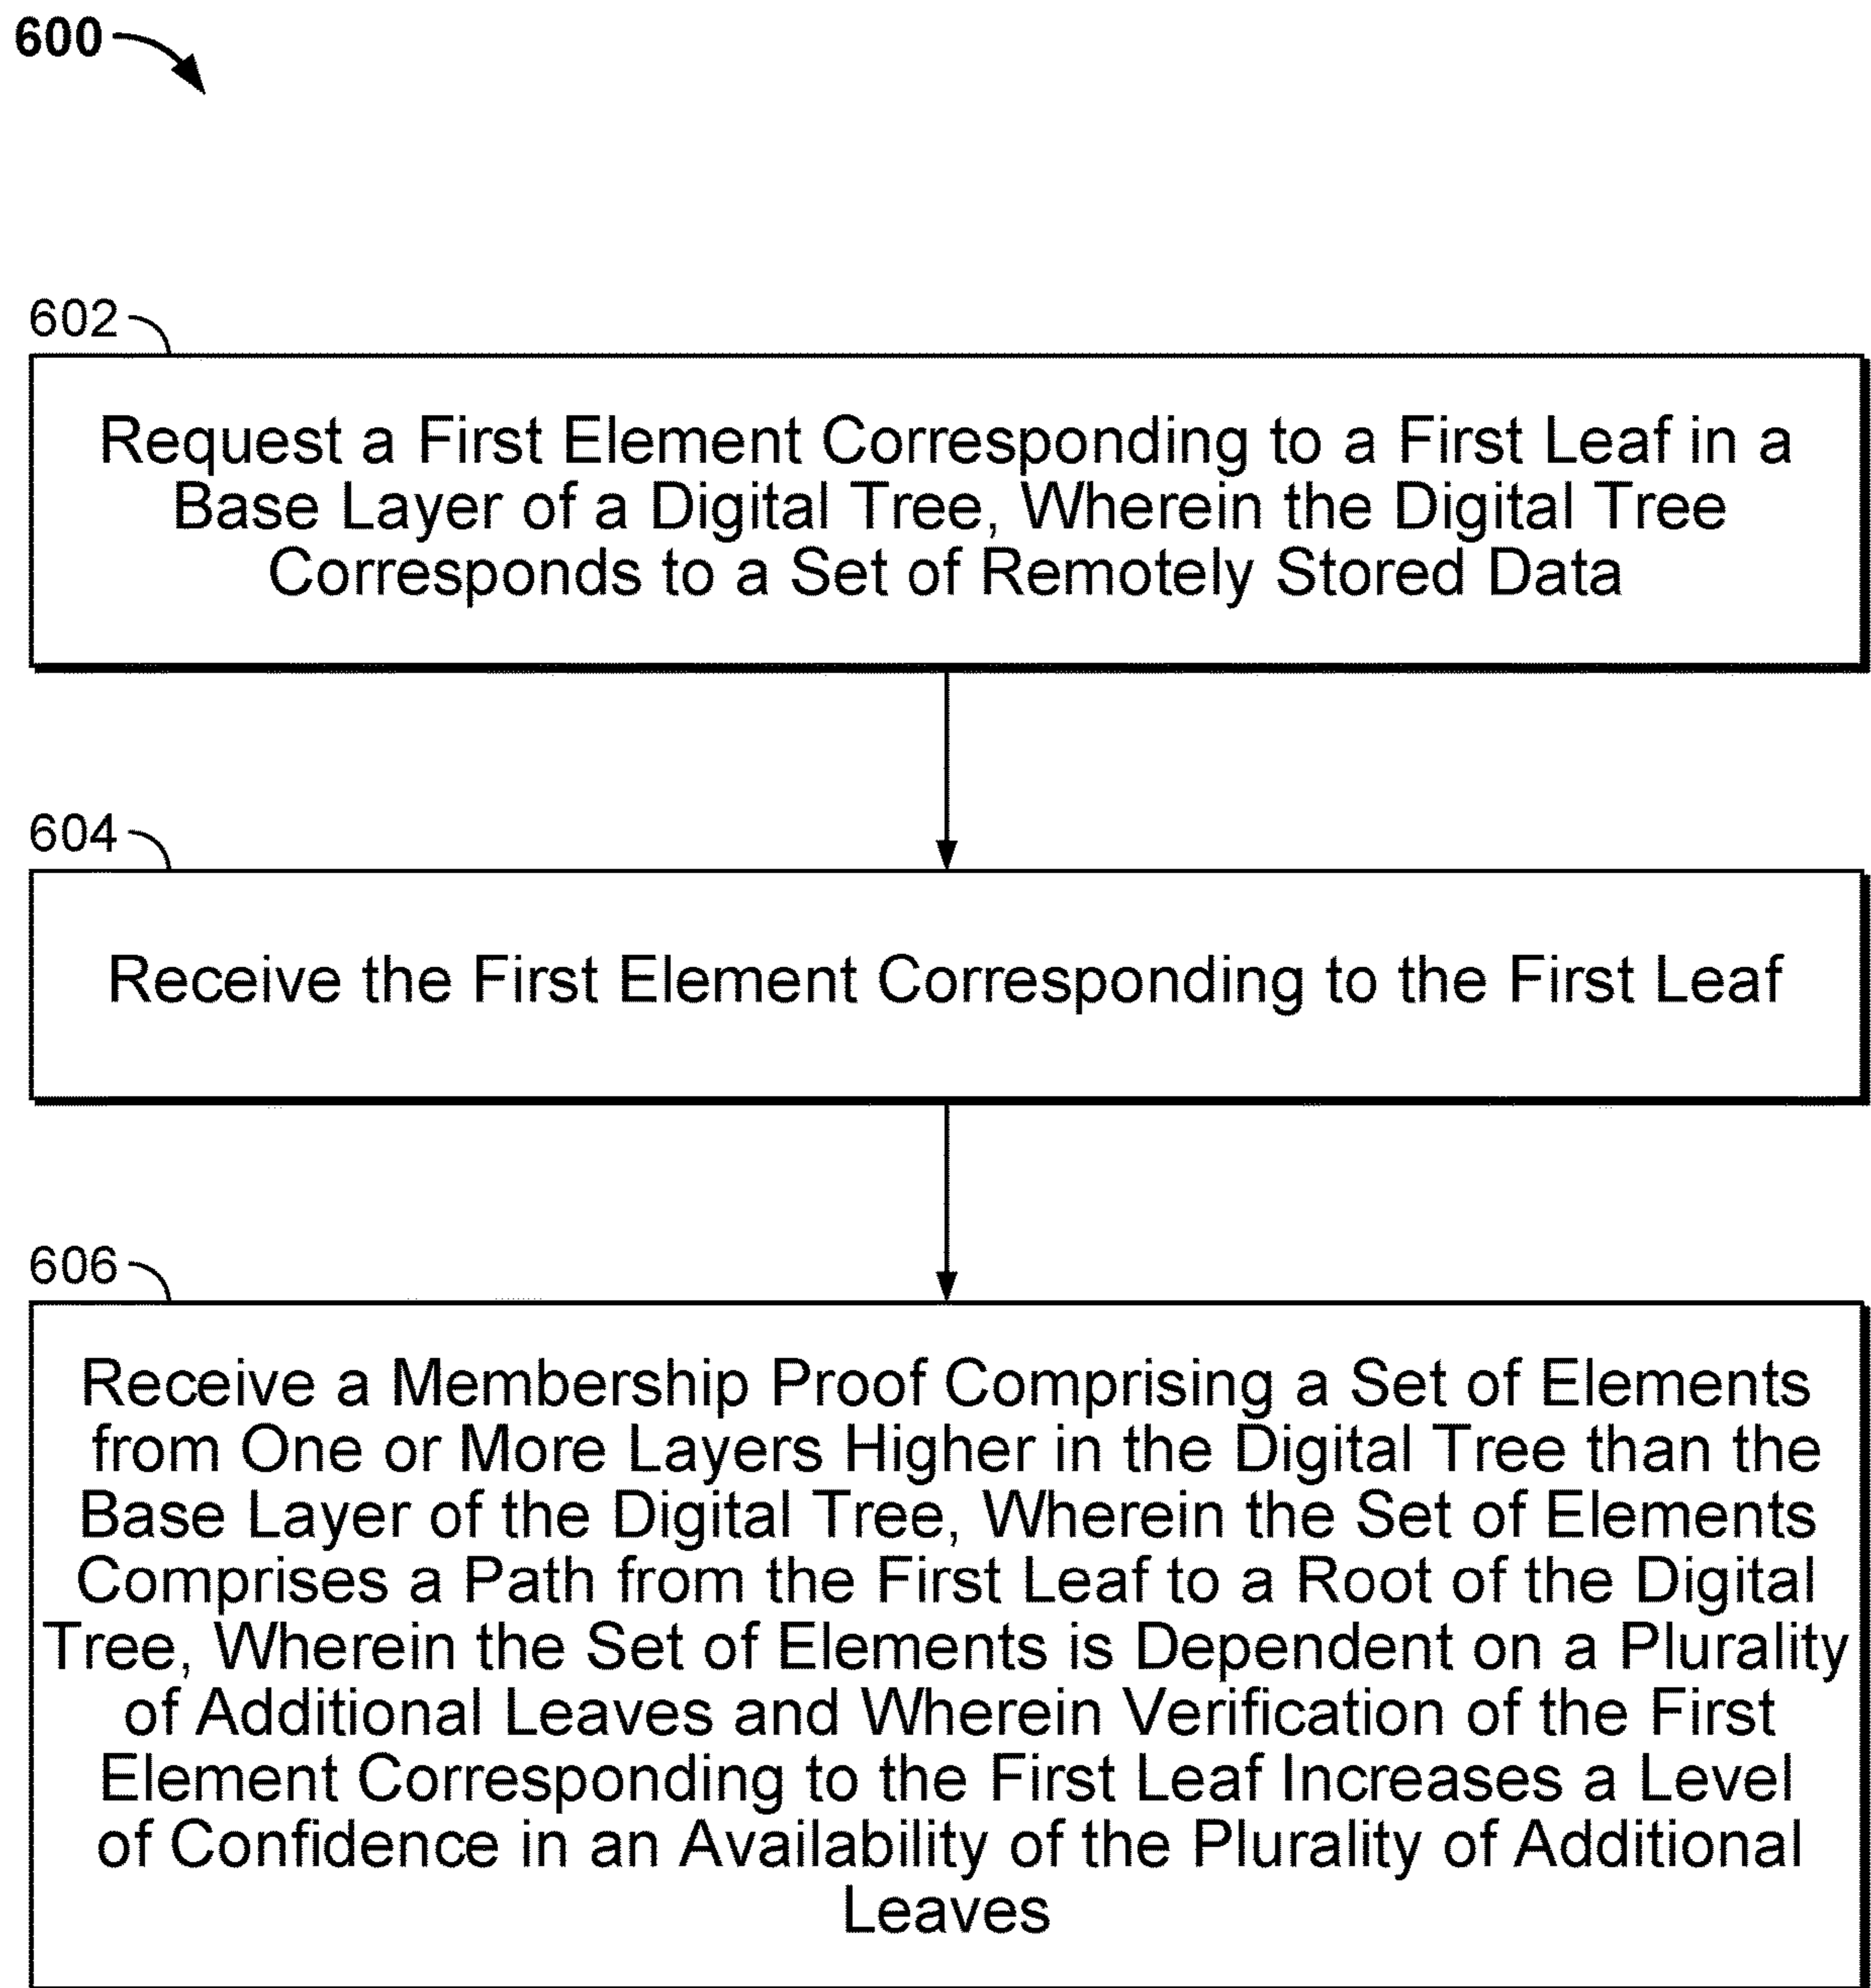 600
602
Request a First Element Corresponding to a First Leaf in a
Base Layer of a Digital Tree, Wherein the Digital Tree
Corresponds to a Set of Remotely Stored Data
604
Receive the First Element Corresponding to the First Leaf
606
Receive a Membership Proof Comprising a Set of Elements
from One or More Layers Higher in the Digital Tree than the
Base Layer of the Digital Tree, Wherein the Set of Elements
Comprises a Path from the First Leaf to a Root of the Digital
Tree, Wherein the Set of Elements is Dependent on a Plurality
of Additional Leaves and Wherein Verification of the First
Element Corresponding to the First Leaf Increases a Level
of Confidence in an Availability of the Plurality of Additional
Leaves